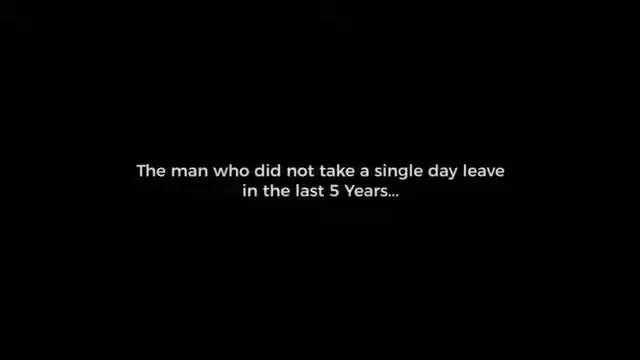 The man who did not take a single day leave
in the last 5 Years...